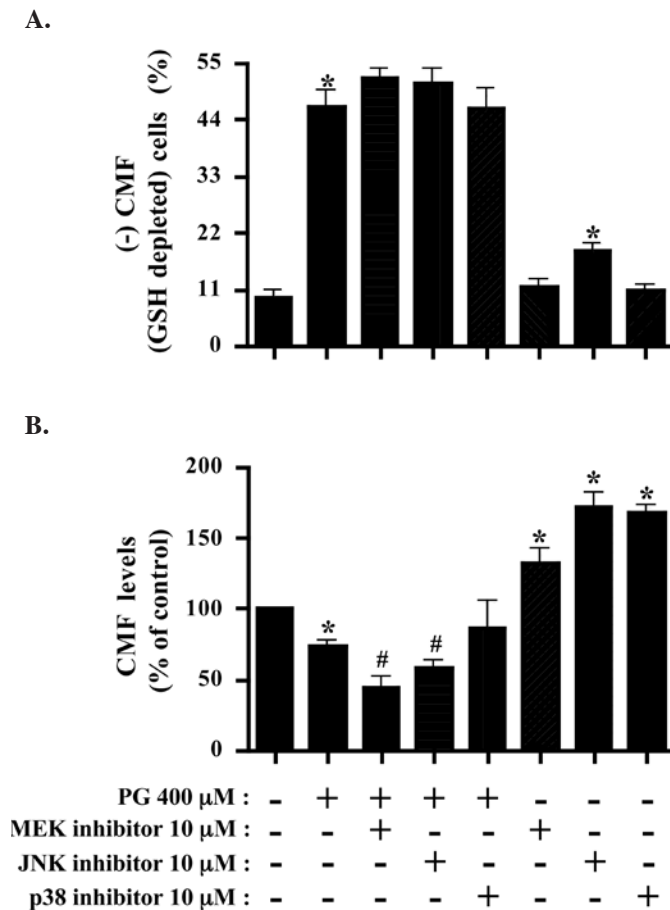 A.
(-) CMF
(GSH depleted) cells (%)
55
44
33
22
11
0
*
*
B.
CMF levels
(% of control)
200
150
100
50
0
*
#
#
*
*
*
PG 400 μM : - + + + + - - -
MEK inhibitor 10 μM : - - + - - + - -
JNK inhibitor 10 μM : - - - + - - + -
p38 inhibitor 10 μM : - - - - + - - +